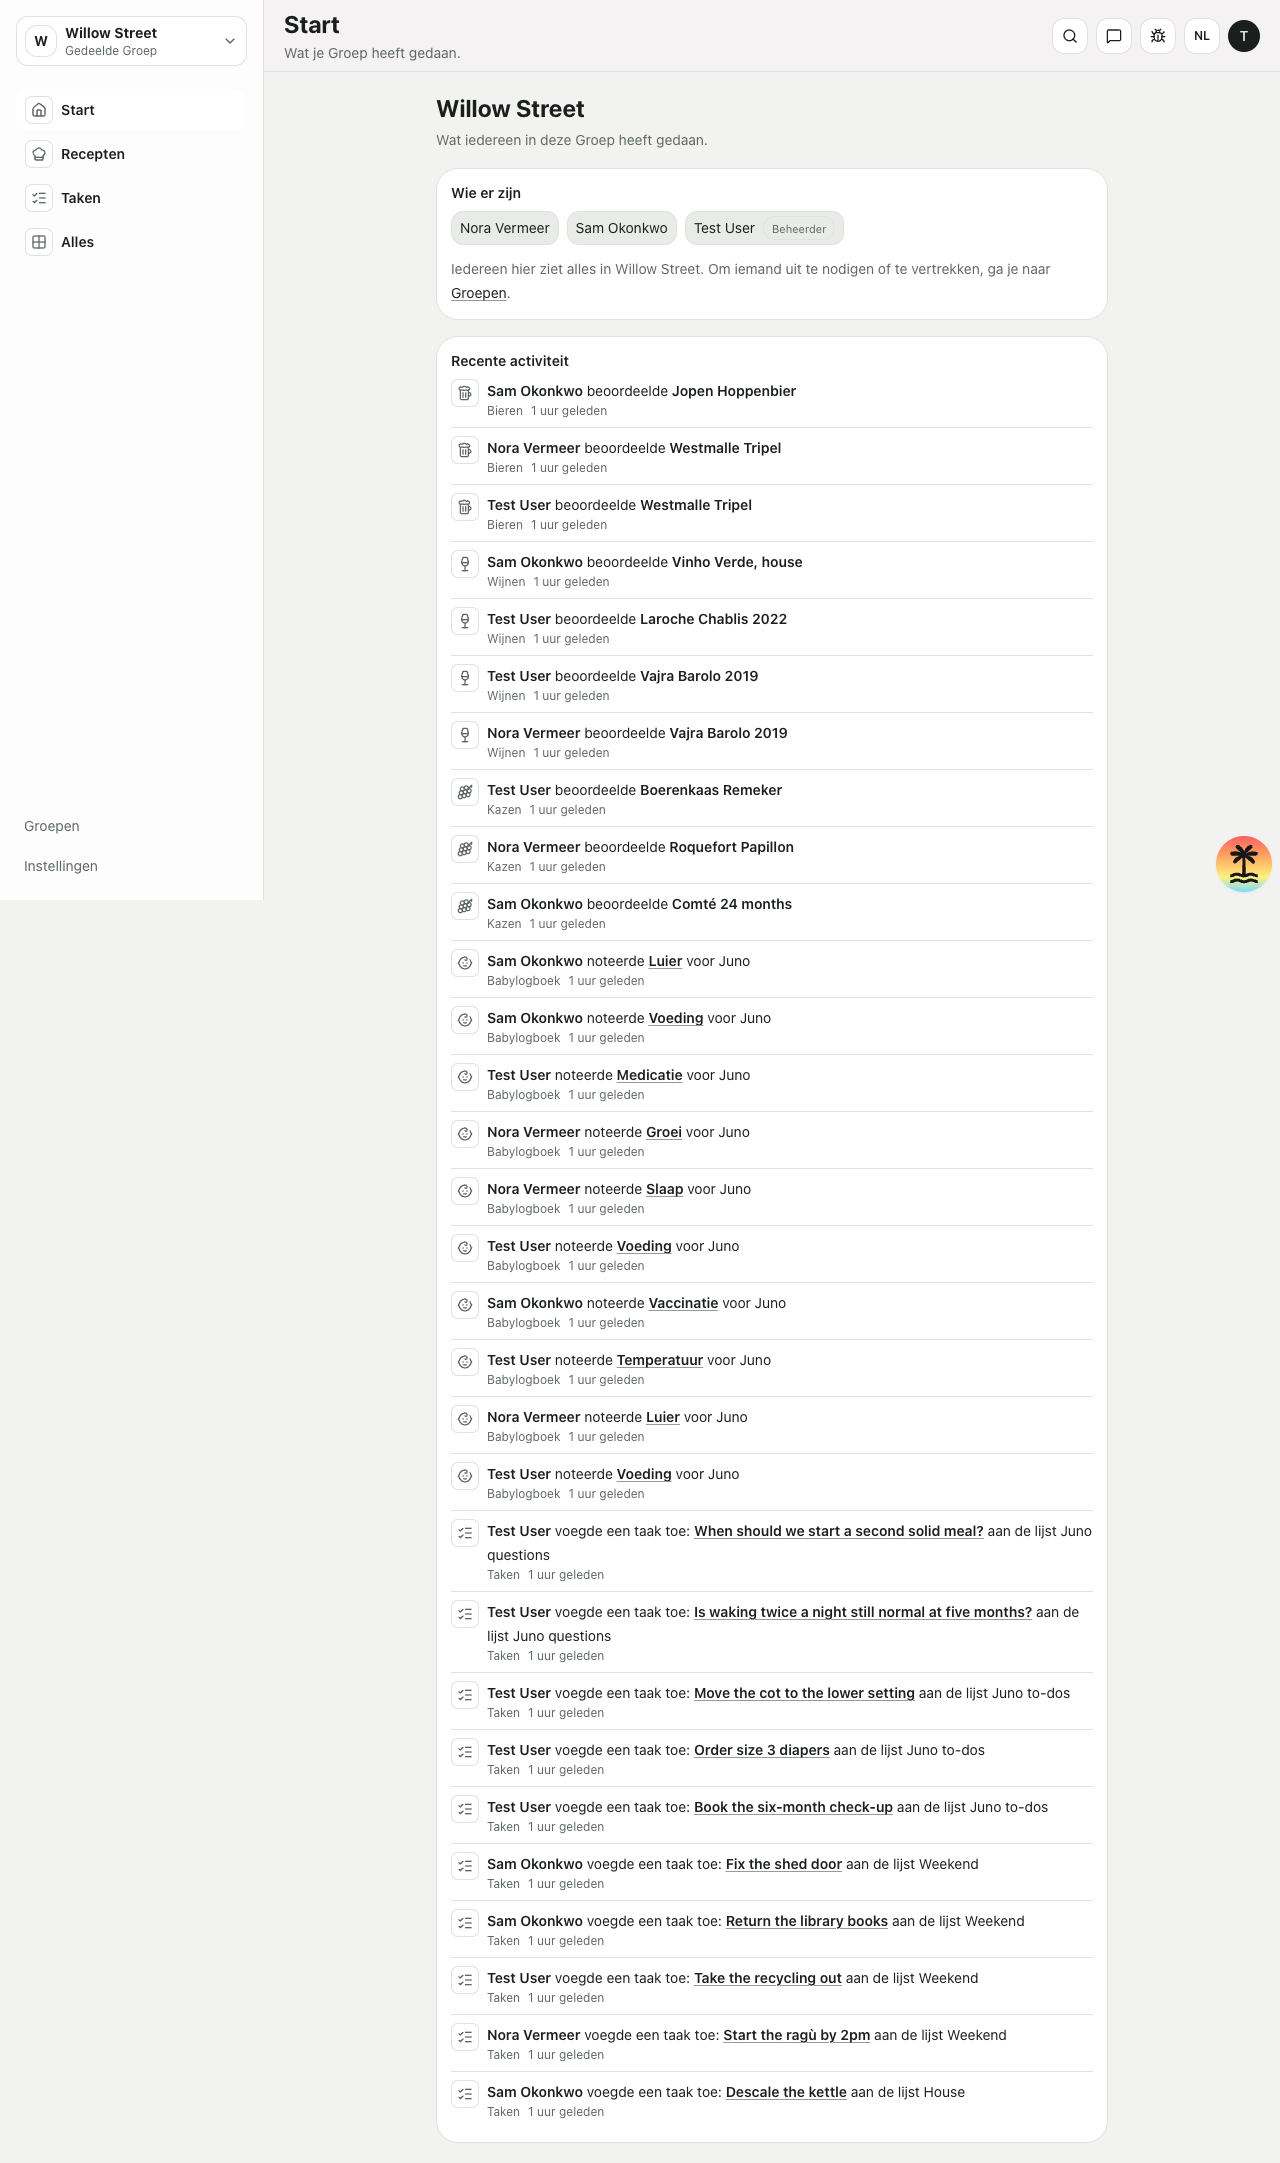 W
Willow Street
Gedeelde Groep
Start
Recepten
Taken
Alles
Groepen
Instellingen
Start
Wat je Groep heeft gedaan.
NL
T
Willow Street
Wat iedereen in deze Groep heeft gedaan.
Wie er zijn
Nora Vermeer
Sam Okonkwo
Test User Beheerder
Iedereen hier ziet alles in Willow Street. Om iemand uit te nodigen of te vertrekken, ga je naar
Groepen.
Recente activiteit
Sam Okonkwo beoordeelde Jopen Hoppenbier
Bieren 1 uur geleden
Nora Vermeer beoordeelde Westmalle Tripel
Bieren 1 uur geleden
Test User beoordeelde Westmalle Tripel
Bieren 1 uur geleden
Sam Okonkwo beoordeelde Vinho Verde, house
Wijnen 1 uur geleden
Test User beoordeelde Laroche Chablis 2022
Wijnen 1 uur geleden
Test User beoordeelde Vajra Barolo 2019
Wijnen 1 uur geleden
Nora Vermeer beoordeelde Vajra Barolo 2019
Wijnen 1 uur geleden
Test User beoordeelde Boerenkaas Remeker
Kazen 1 uur geleden
Nora Vermeer beoordeelde Roquefort Papillon
Kazen 1 uur geleden
Sam Okonkwo beoordeelde Comté 24 months
Kazen 1 uur geleden
Sam Okonkwo noteerde Luier voor Juno
Babylogboek 1 uur geleden
Sam Okonkwo noteerde Voeding voor Juno
Babylogboek 1 uur geleden
Test User noteerde Medicatie voor Juno
Babylogboek 1 uur geleden
Nora Vermeer noteerde Groei voor Juno
Babylogboek 1 uur geleden
Nora Vermeer noteerde Slaap voor Juno
Babylogboek 1 uur geleden
Test User noteerde Voeding voor Juno
Babylogboek 1 uur geleden
Sam Okonkwo noteerde Vaccinatie voor Juno
Babylogboek 1 uur geleden
Test User noteerde Temperatuur voor Juno
Babylogboek 1 uur geleden
Nora Vermeer noteerde Luier voor Juno
Babylogboek 1 uur geleden
Test User noteerde Voeding voor Juno
Babylogboek 1 uur geleden
Test User voegde een taak toe: When should we start a second solid meal? aan de lijst Juno
questions
Taken 1 uur geleden
Test User voegde een taak toe: Is waking twice a night still normal at five months? aan de
lijst Juno questions
Taken 1 uur geleden
Test User voegde een taak toe: Move the cot to the lower setting aan de lijst Juno to-dos
Taken 1 uur geleden
Test User voegde een taak toe: Order size 3 diapers aan de lijst Juno to-dos
Taken 1 uur geleden
Test User voegde een taak toe: Book the six-month check-up aan de lijst Juno to-dos
Taken 1 uur geleden
Sam Okonkwo voegde een taak toe: Fix the shed door aan de lijst Weekend
Taken 1 uur geleden
Sam Okonkwo voegde een taak toe: Return the library books aan de lijst Weekend
Taken 1 uur geleden
Test User voegde een taak toe: Take the recycling out aan de lijst Weekend
Taken 1 uur geleden
Nora Vermeer voegde een taak toe: Start the ragù by 2pm aan de lijst Weekend
Taken 1 uur geleden
Sam Okonkwo voegde een taak toe: Descale the kettle aan de lijst House
Taken 1 uur geleden